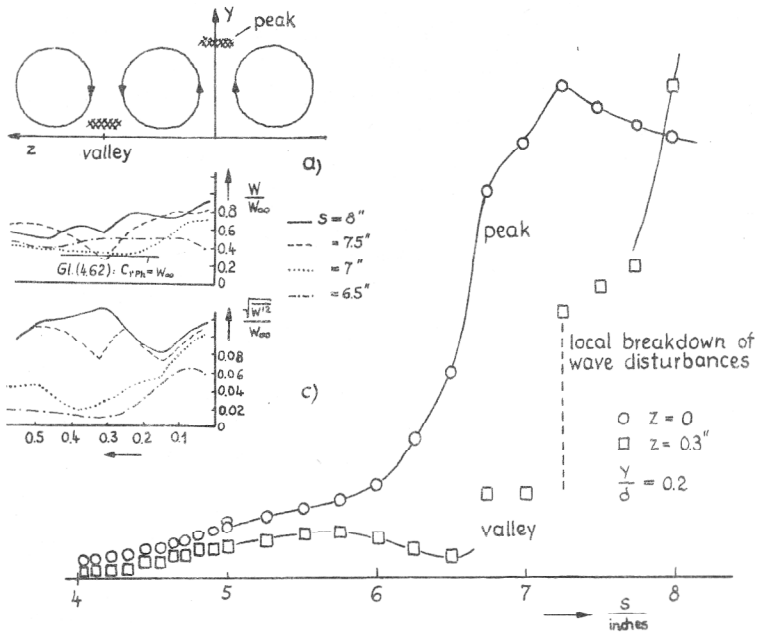 Y
peak
z
valley
a)
W
W∞
0.8
0.6
0.4
0.2
0
Gl.(4.62): CrPh = W∞
S = 8"
= 7.5"
= 7"
= 6.5"
√W'²
W∞
0.08
0.06
0.04
0.02
0
0.5 0.4 0.3 0.2 0.1
c)
peak
local breakdown of
wave disturbances
○ Z = 0
□ Z = 0.3"
Y
δ = 0.2
valley
4 5 6 7 8
S
inches